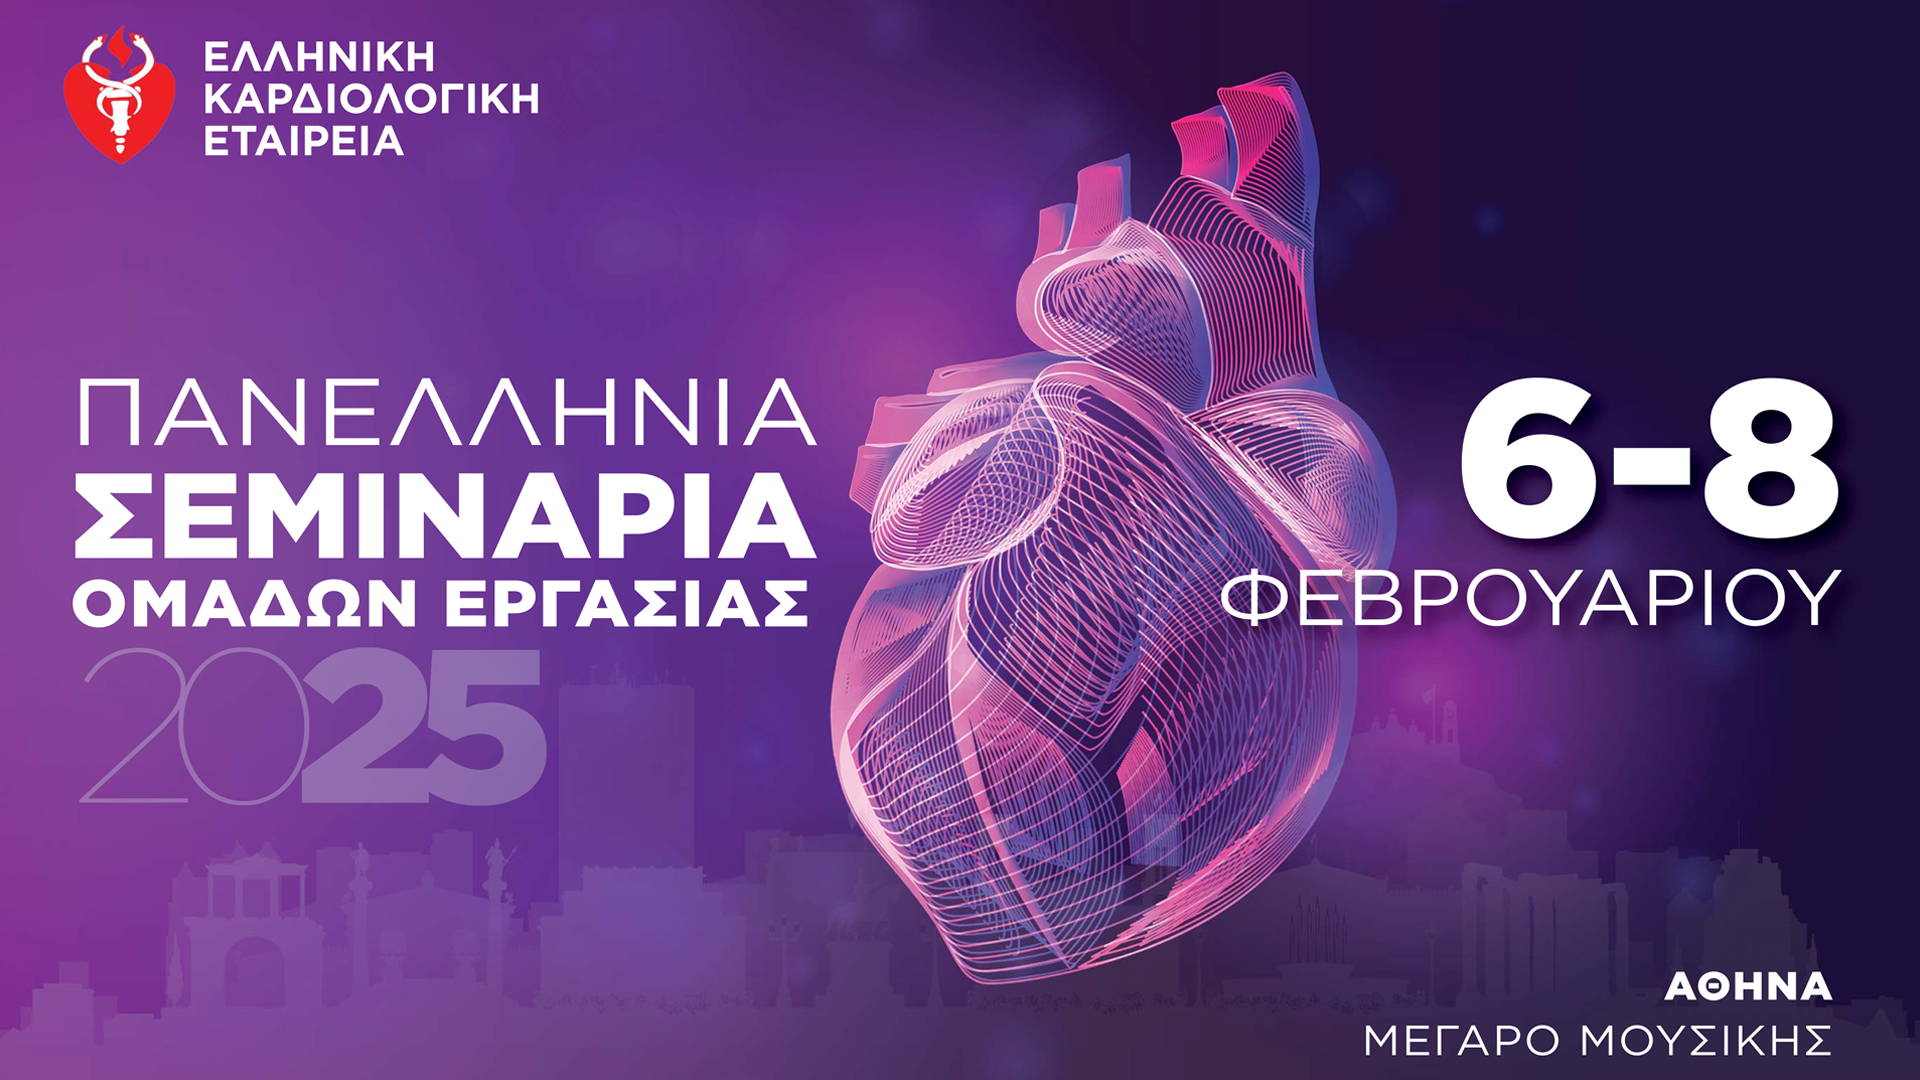 ΕΛΛΗΝΙΚΗ
ΚΑΡΔΙΟΛΟΓΙΚΗ
ΕΤΑΙΡΕΙΑ
ΠΑΝΕΛΛΗΝΙΑ
ΣΕΜΙΝΑΡΙΑ
ΟΜΑΔΩΝ ΕΡΓΑΣΙΑΣ
2025
6-8
ΦΕΒΡΟΥΑΡΙΟΥ
ΑΘΗΝΑ
ΜΕΓΑΡΟ ΜΟΥΣΙΚΗΣ